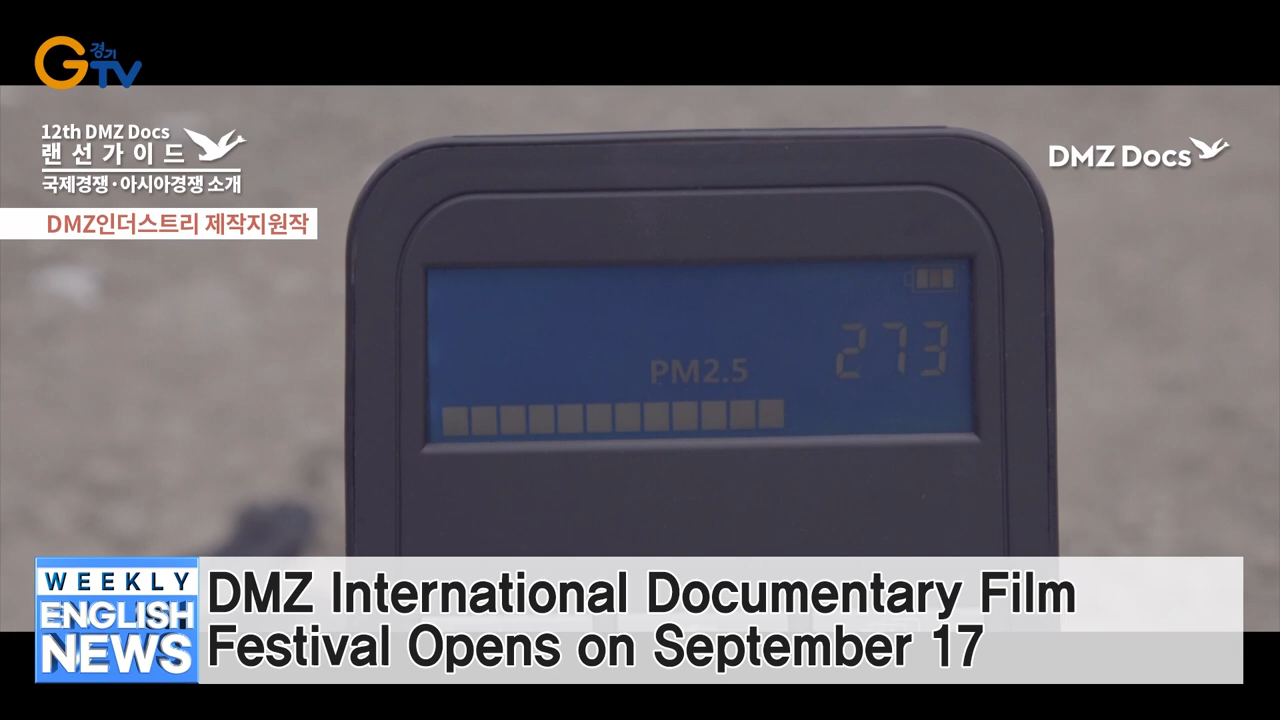 경기
GTV
12th DMZ Docs
랜선가이드
국제경쟁·아시아경쟁 소개
DMZ인더스트리 제작지원작
DMZ Docs
273
PM2.5
WEEKLY
ENGLISH
NEWS
DMZ International Documentary Film
Festival Opens on September 17